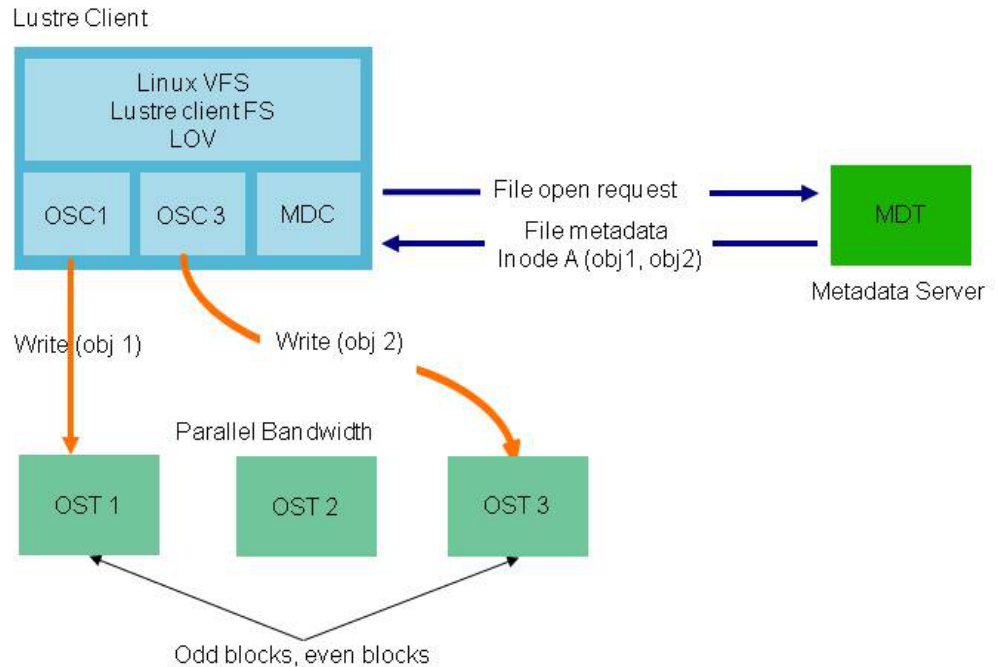 Lustre Client
Linux VFS
Lustre client FS
LOV
OSC1
OSC 3
MDC
File open request
File metadata
Inode A (obj1, obj2)
MDT
Metadata Server
Write (obj 1)
Write (obj 2)
Parallel Bandwidth
OST 1
OST 2
OST 3
Odd blocks, even blocks